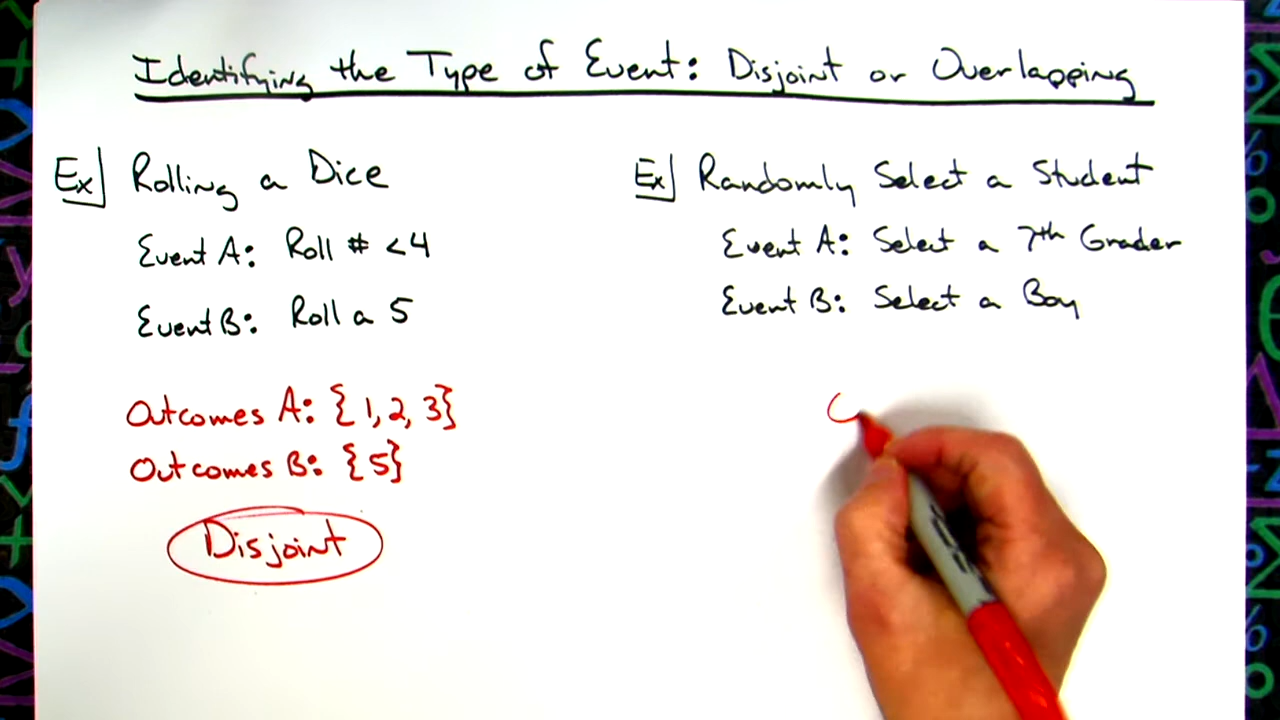 Identifying the Type of Event: Disjoint or Overlapping
Ex Rolling a Dice
Event A: Roll # <4
Event B: Roll a 5
Outcomes A: {1, 2, 3}
Outcomes B: {5}
Disjoint
Ex Randomly Select a Student
Event A: Select a 7th Grader
Event B: Select a Boy